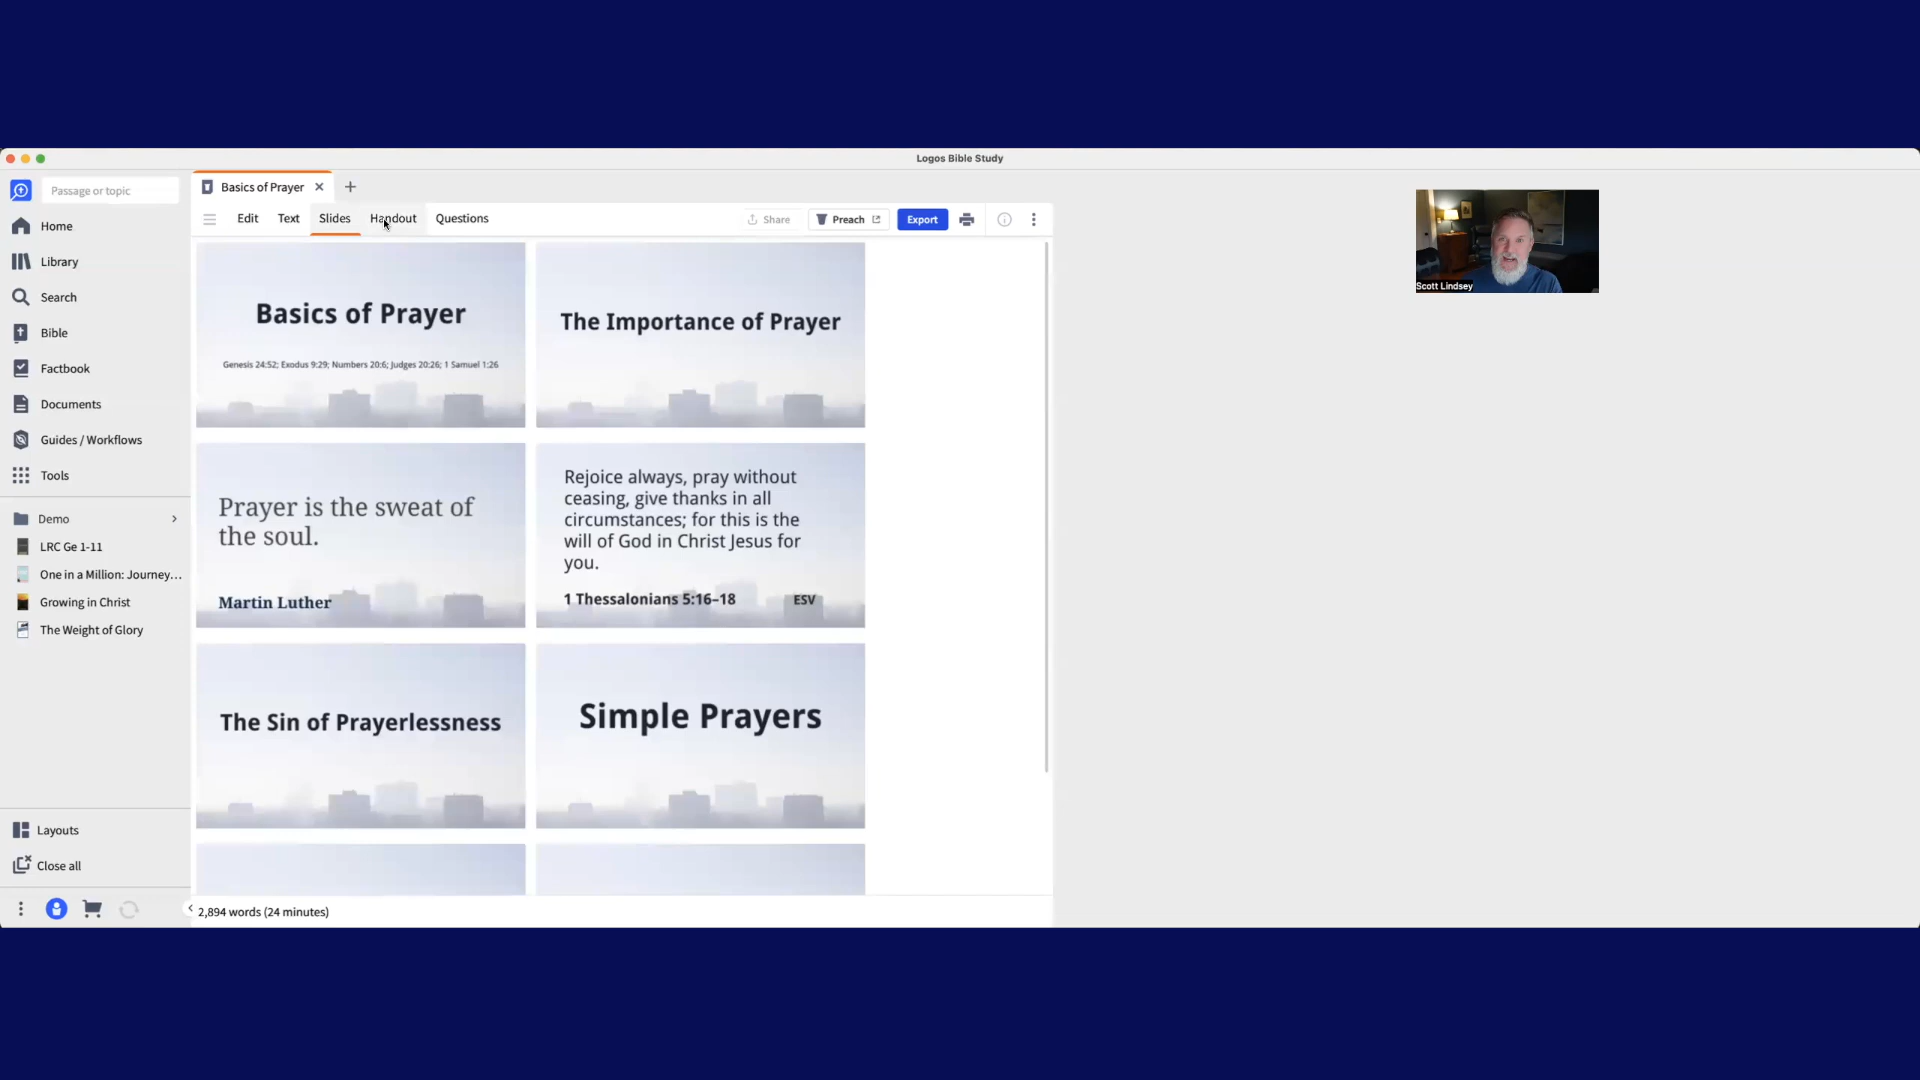 Logos Bible Study
Passage or topic
Home
Library
Search
Bible
Factbook
Documents
Guides / Workflows
Tools
Demo
LRC Ge 1-11
One in a Million: Journey...
Growing in Christ
The Weight of Glory
Layouts
Close all
Basics of Prayer
Edit Text Slides Handout Questions
Share Preach Export
Basics of Prayer
Genesis 24:52; Exodus 9:29; Numbers 20:6; Judges 20:26; 1 Samuel 1:26
The Importance of Prayer
Prayer is the sweat of
the soul.
Martin Luther
Rejoice always, pray without
ceasing, give thanks in all
circumstances; for this is the
will of God in Christ Jesus for
you.
1 Thessalonians 5:16–18 ESV
The Sin of Prayerlessness
Simple Prayers
2,894 words (24 minutes)
Scott Lindsey